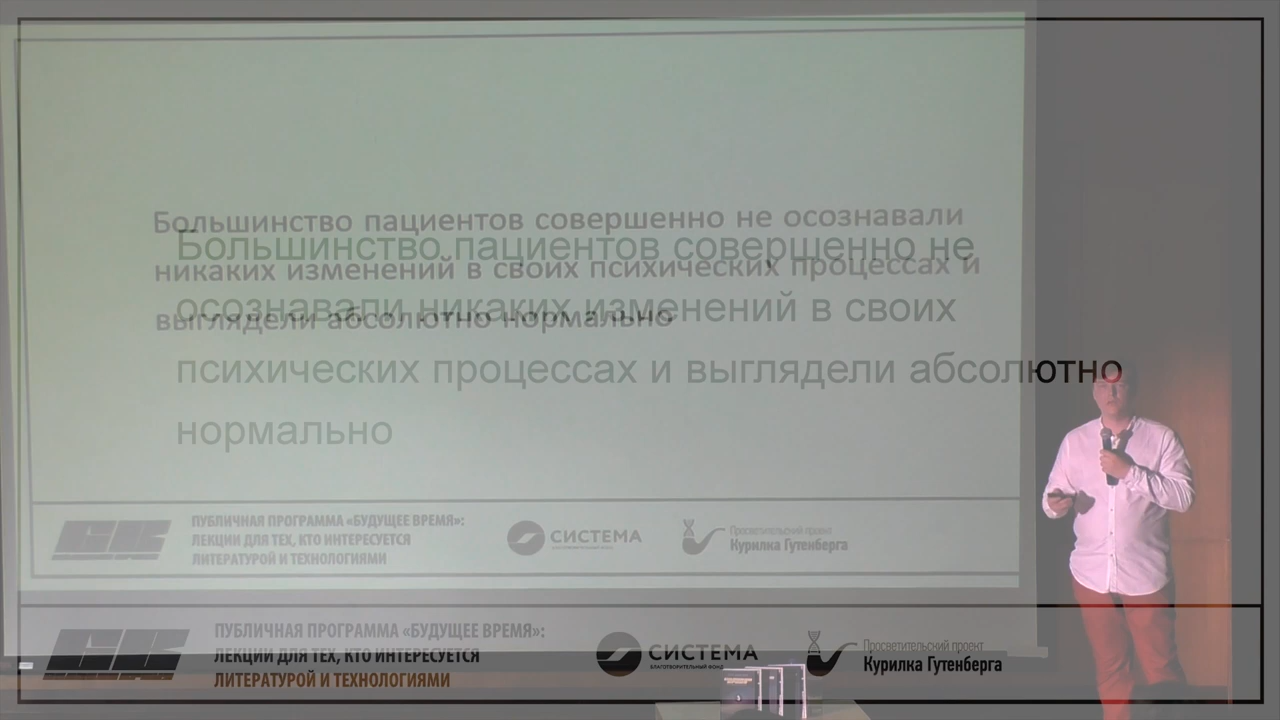 Большинство пациентов совершенно не осознавали
никаких изменений в своих психических процессах и
выглядели абсолютно нормально
Большинство пациентов совершенно не
осознавали никаких изменений в своих
психических процессах и выглядели абсолютно
нормально
ПУБЛИЧНАЯ ПРОГРАММА «БУДУЩЕЕ ВРЕМЯ»:
ЛЕКЦИИ ДЛЯ ТЕХ, КТО ИНТЕРЕСУЕТСЯ
ЛИТЕРАТУРОЙ И ТЕХНОЛОГИЯМИ
СИСТЕМА
Просветительский проект
Курилка Гутенберга
ПУБЛИЧНАЯ ПРОГРАММА «БУДУЩЕЕ ВРЕМЯ»:
ЛЕКЦИИ ДЛЯ ТЕХ, КТО ИНТЕРЕСУЕТСЯ
ЛИТЕРАТУРОЙ И ТЕХНОЛОГИЯМИ
СИСТЕМА
БЛАГОТВОРИТЕЛЬНЫЙ ФОНД
Просветительский проект
Курилка Гутенберга